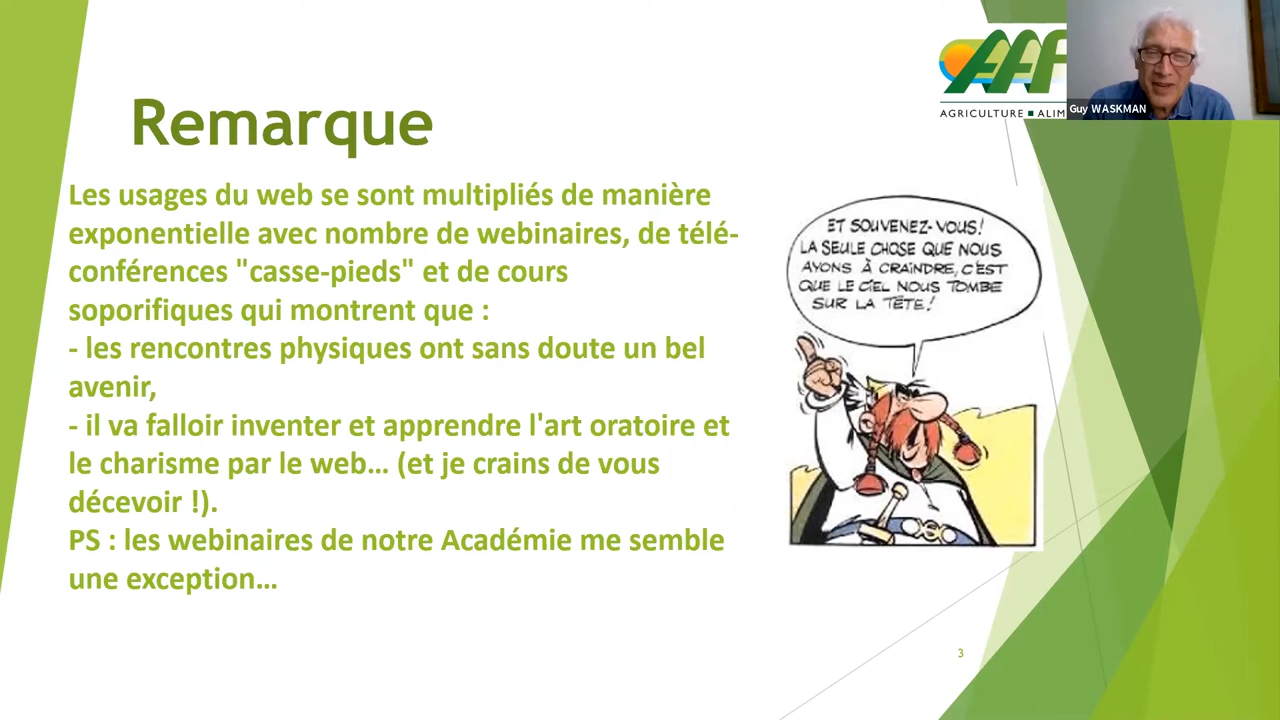 Remarque
Les usages du web se sont multipliés de manière
exponentielle avec nombre de webinaires, de télé-
conférences "casse-pieds" et de cours
soporifiques qui montrent que :
- les rencontres physiques ont sans doute un bel
avenir,
- il va falloir inventer et apprendre l'art oratoire et
le charisme par le web… (et je crains de vous
décevoir !).
PS : les webinaires de notre Académie me semble
une exception…
AAF
AGRICULTURE ■ ALIM
Guy WASKMAN
ET SOUVENEZ-VOUS!
LA SEULE CHOSE QUE NOUS
AYONS À CRAINDRE, C'EST
QUE LE CIEL NOUS TOMBE
SUR LA TÊTE!
3